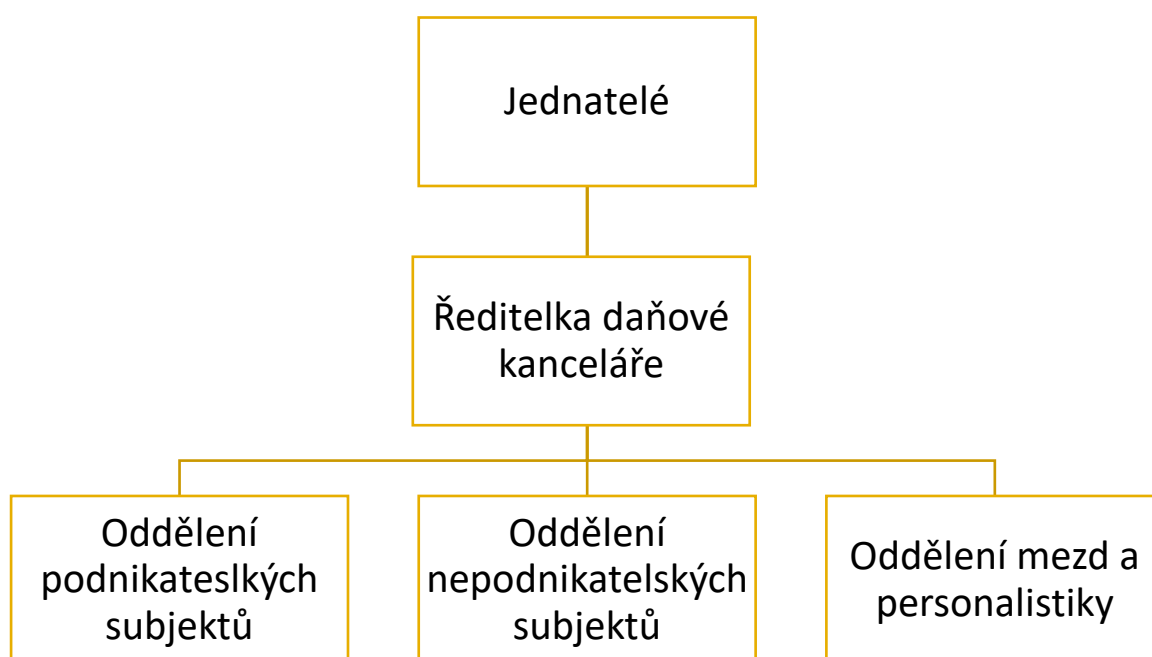 Jednatelé
Ředitelka daňové
kanceláře
Oddělení
podnikateslkých
subjektů
Oddělení
nepodnikatelských
subjektů
Oddělení mezd a
personalistiky